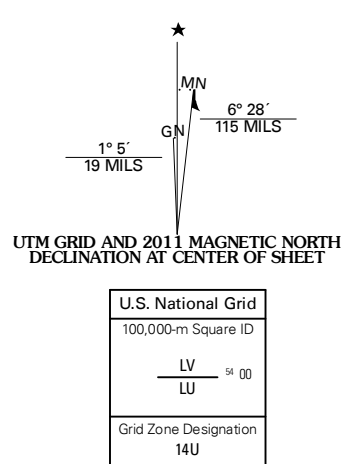 ★
MN
GN
6° 28´
115 MILS
1° 5´
19 MILS
UTM GRID AND 2011 MAGNETIC NORTH
DECLINATION AT CENTER OF SHEET
U.S. National Grid
100,000-m Square ID
LV
54 00
LU
Grid Zone Designation
14U